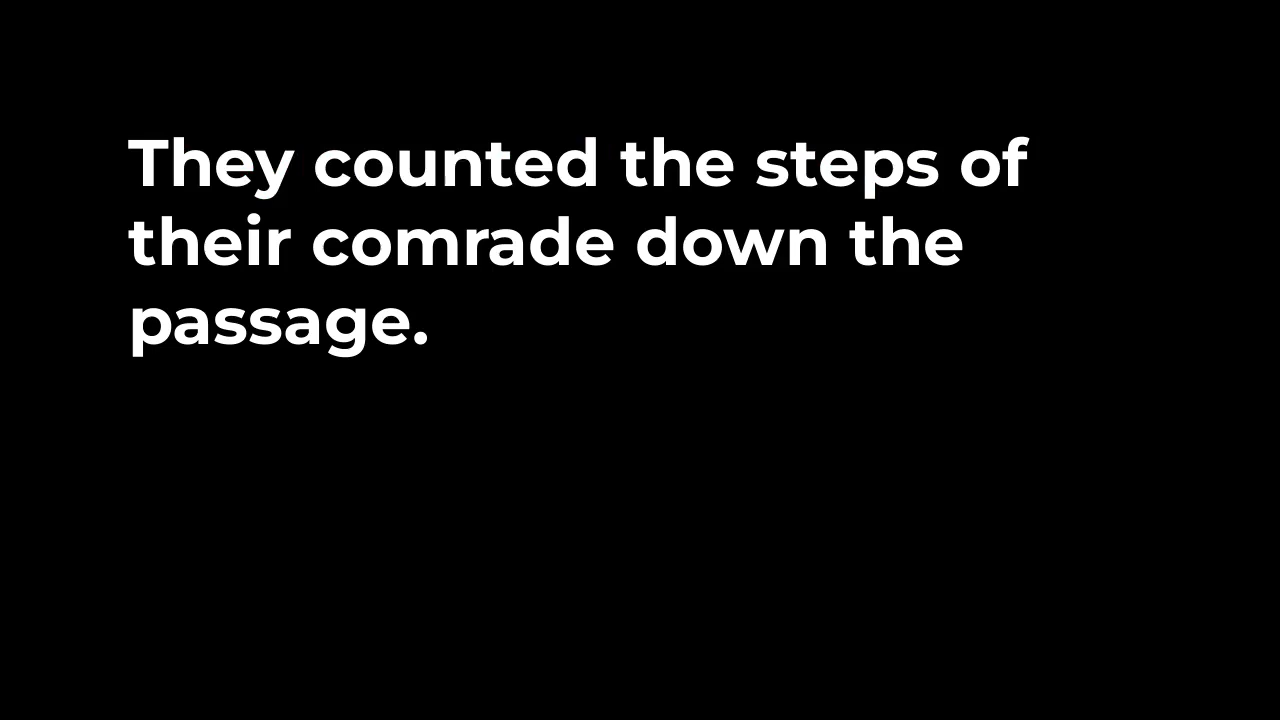 They counted the steps of
their comrade down the
passage.